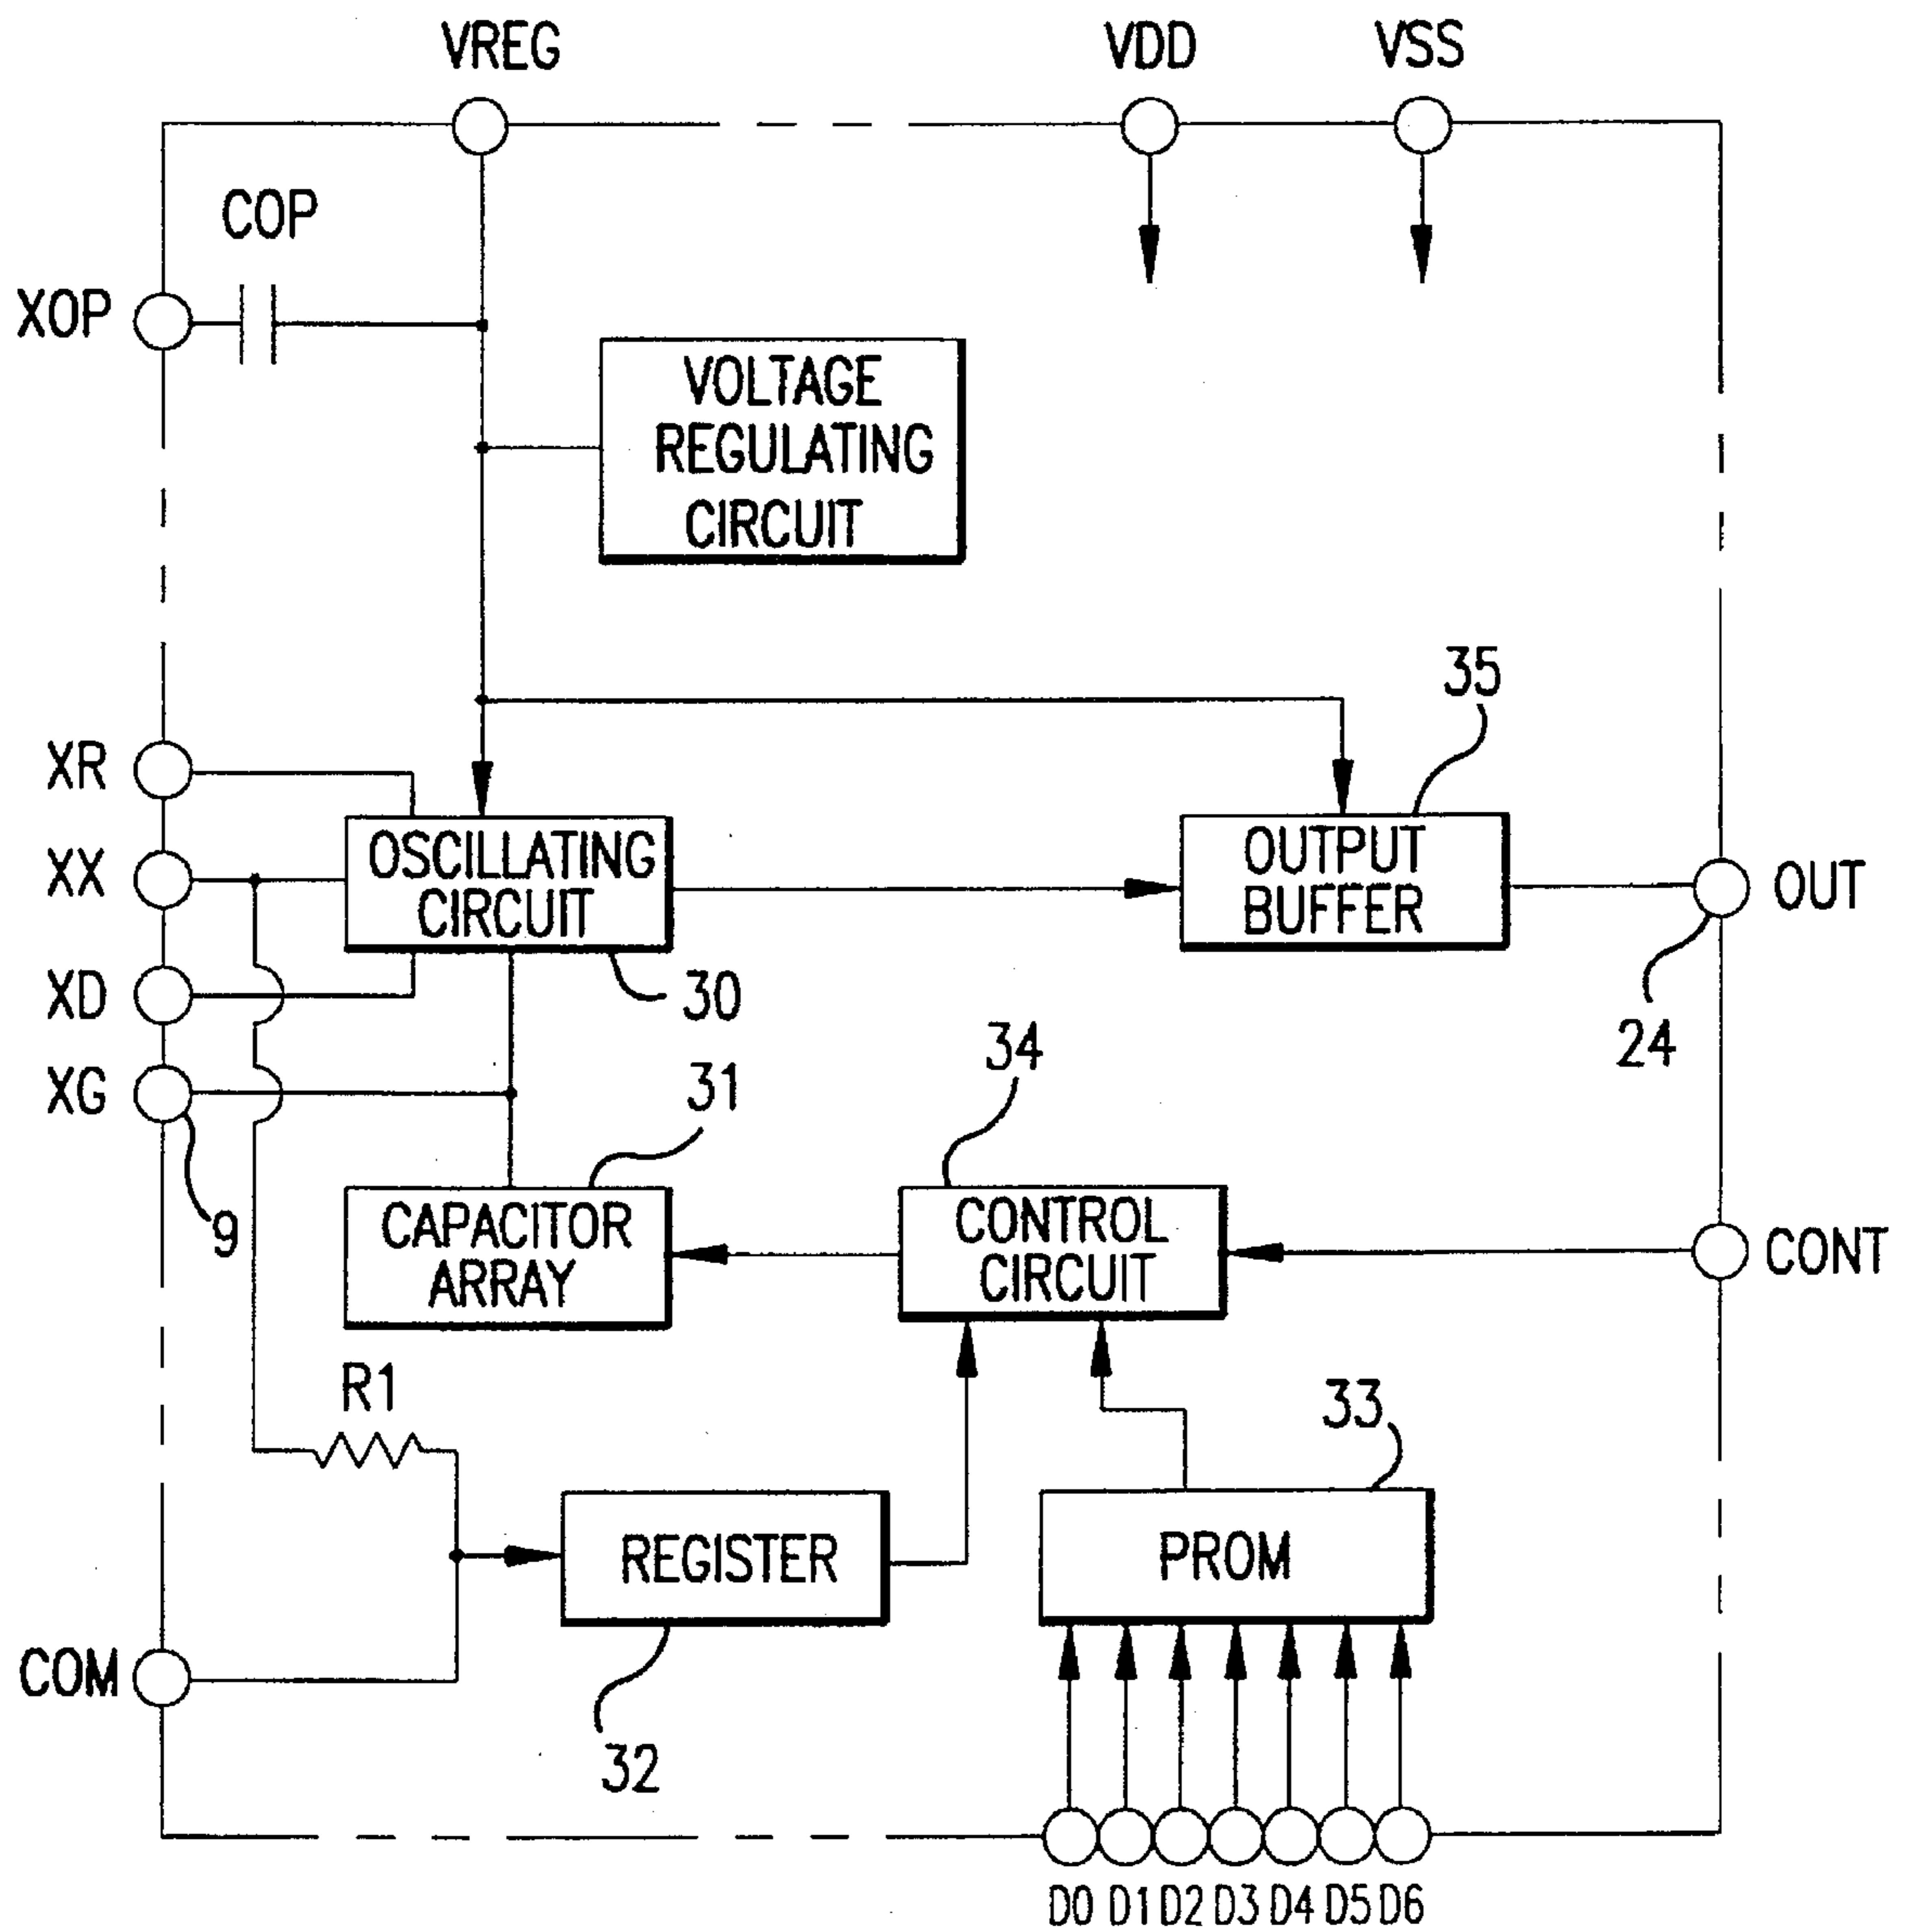 VREG
VDD
VSS
COP
XOP
VOLTAGE
REGULATING
CIRCUIT
35
XR
XX
OSCILLATING
CIRCUIT
OUTPUT
BUFFER
OUT
XD
30
24
34
XG
31
9
CAPACITOR
ARRAY
CONTROL
CIRCUIT
CONT
R1
33
REGISTER
PROM
COM
32
D0 D1 D2 D3 D4 D5 D6